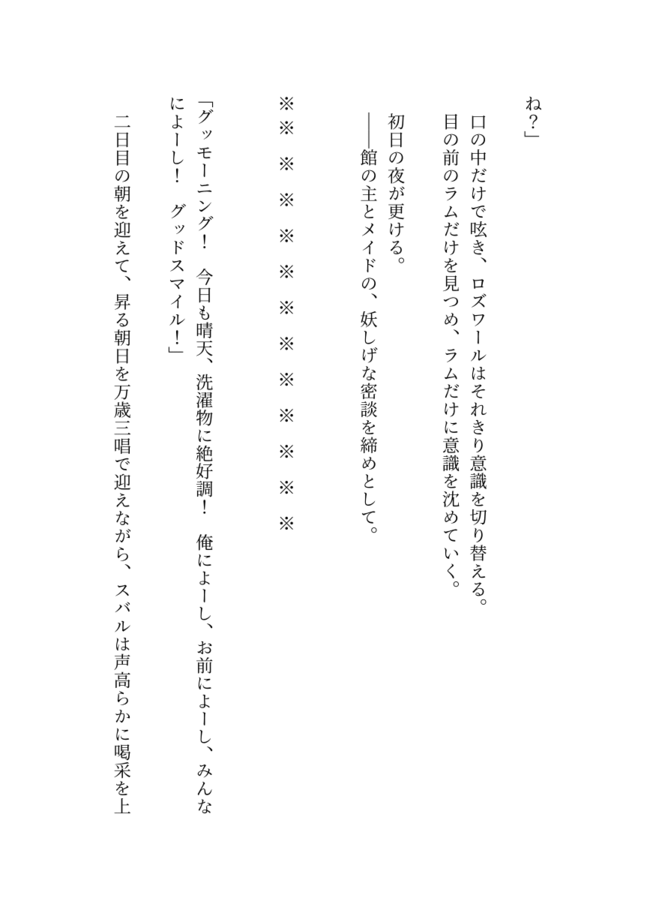 ね？」
　口の中だけで呟き、ロズワールはそれきり意識を切り替える。
　目の前のラムだけを見つめ、ラムだけに意識を沈めていく。
　初日の夜が更ける。
　――館の主とメイドの、妖しげな密談を締めとして。
※※　※　※　※　※　※　※　※　※　※　※　※
「グッモーニング！　今日も晴天、洗濯物に絶好調！　俺によーし、お前によーし、みんな
によーし！　グッドスマイル！」
　二日目の朝を迎えて、昇る朝日を万歳三唱で迎えながら、スバルは声高らかに喝采を上